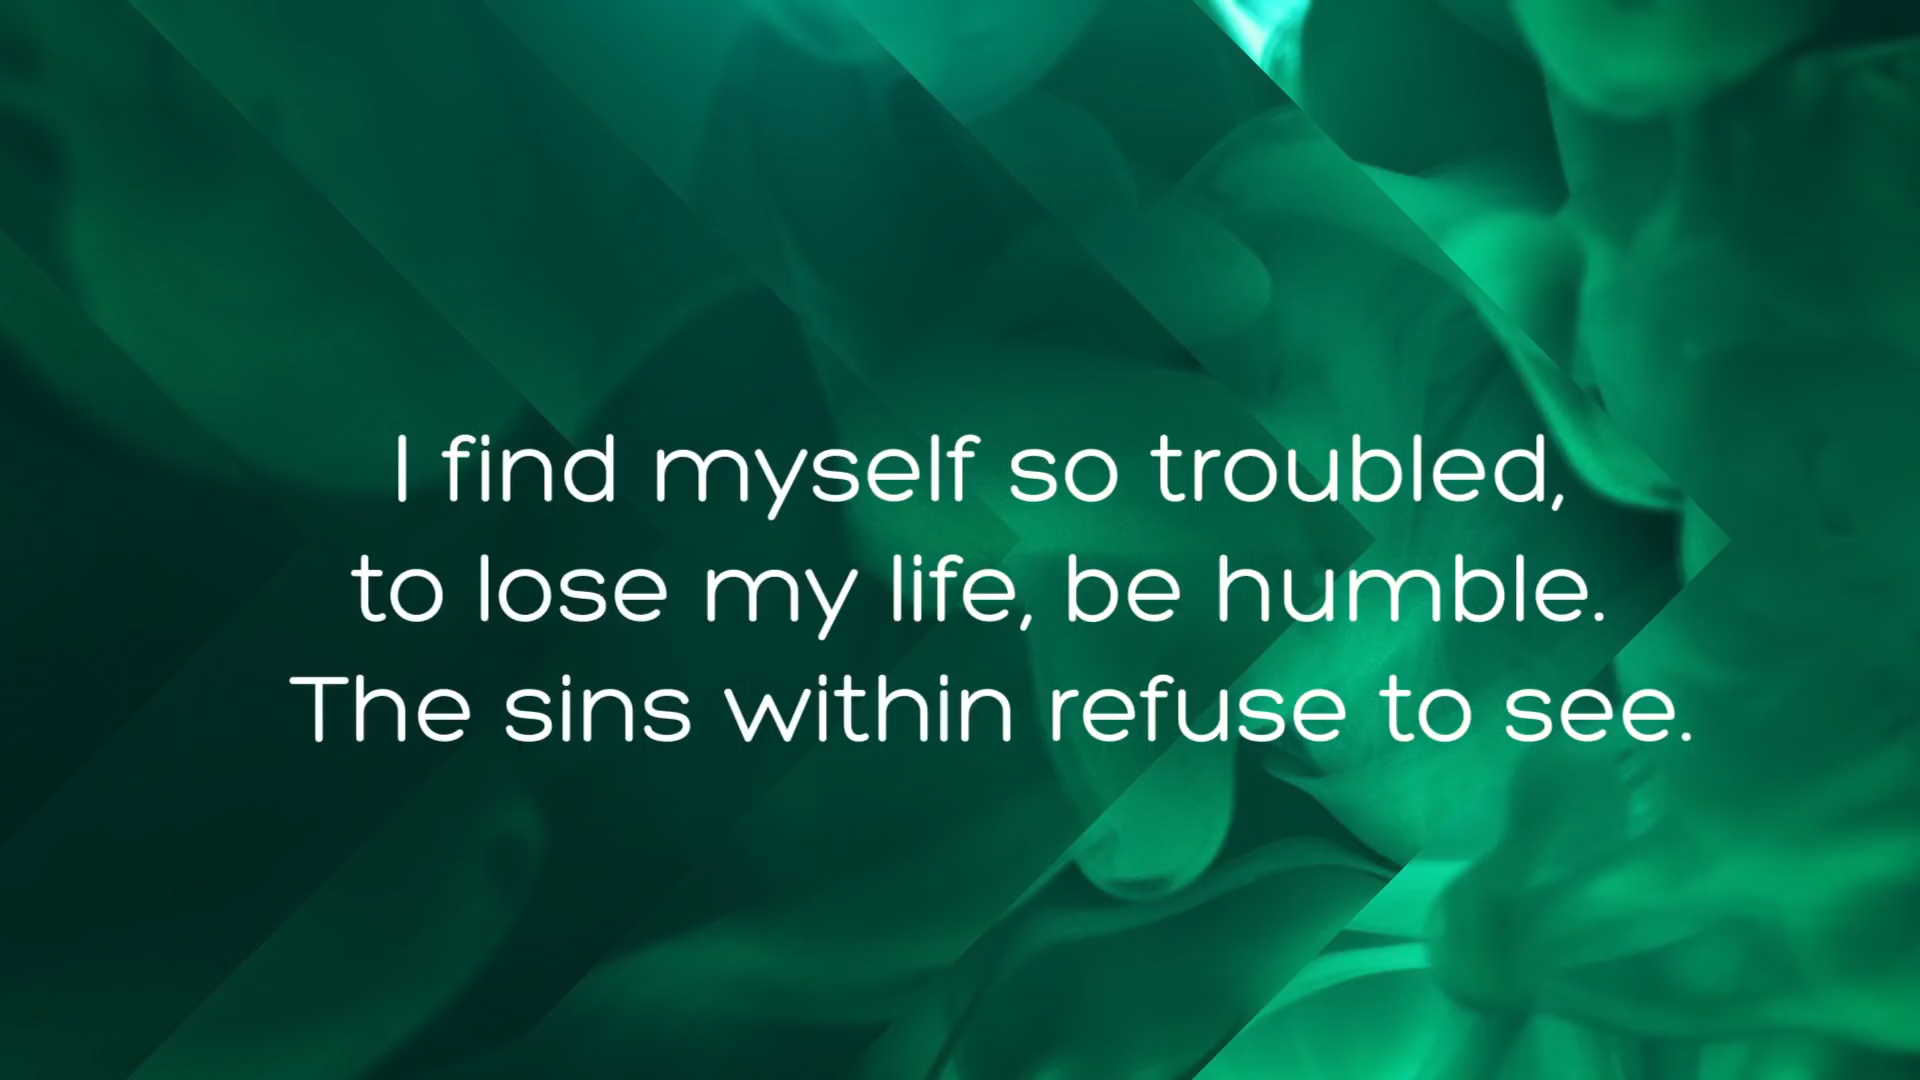 I find myself so troubled,
to lose my life, be humble.
The sins within refuse to see.